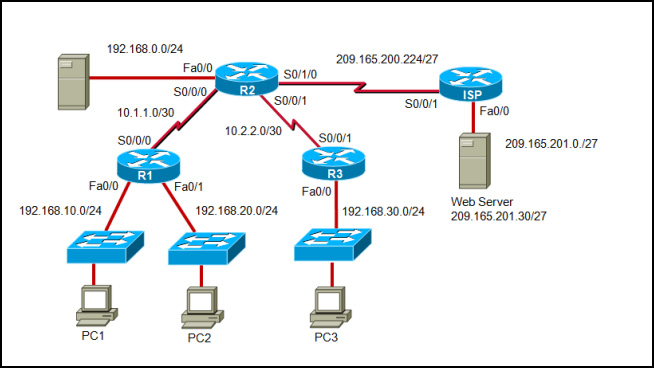 192.168.0.0/24
209.165.200.224/27
Fa0/0
R2
S0/1/0
S0/0/0
S0/0/1
ISP
S0/0/1
Fa0/0
10.1.1.0/30
10.2.2.0/30
209.165.201.0./27
S0/0/0
S0/0/1
R1
R3
Fa0/0
Fa0/1
Fa0/0
Web Server
209.165.201.30/27
192.168.10.0/24
192.168.20.0/24
192.168.30.0/24
PC1
PC2
PC3